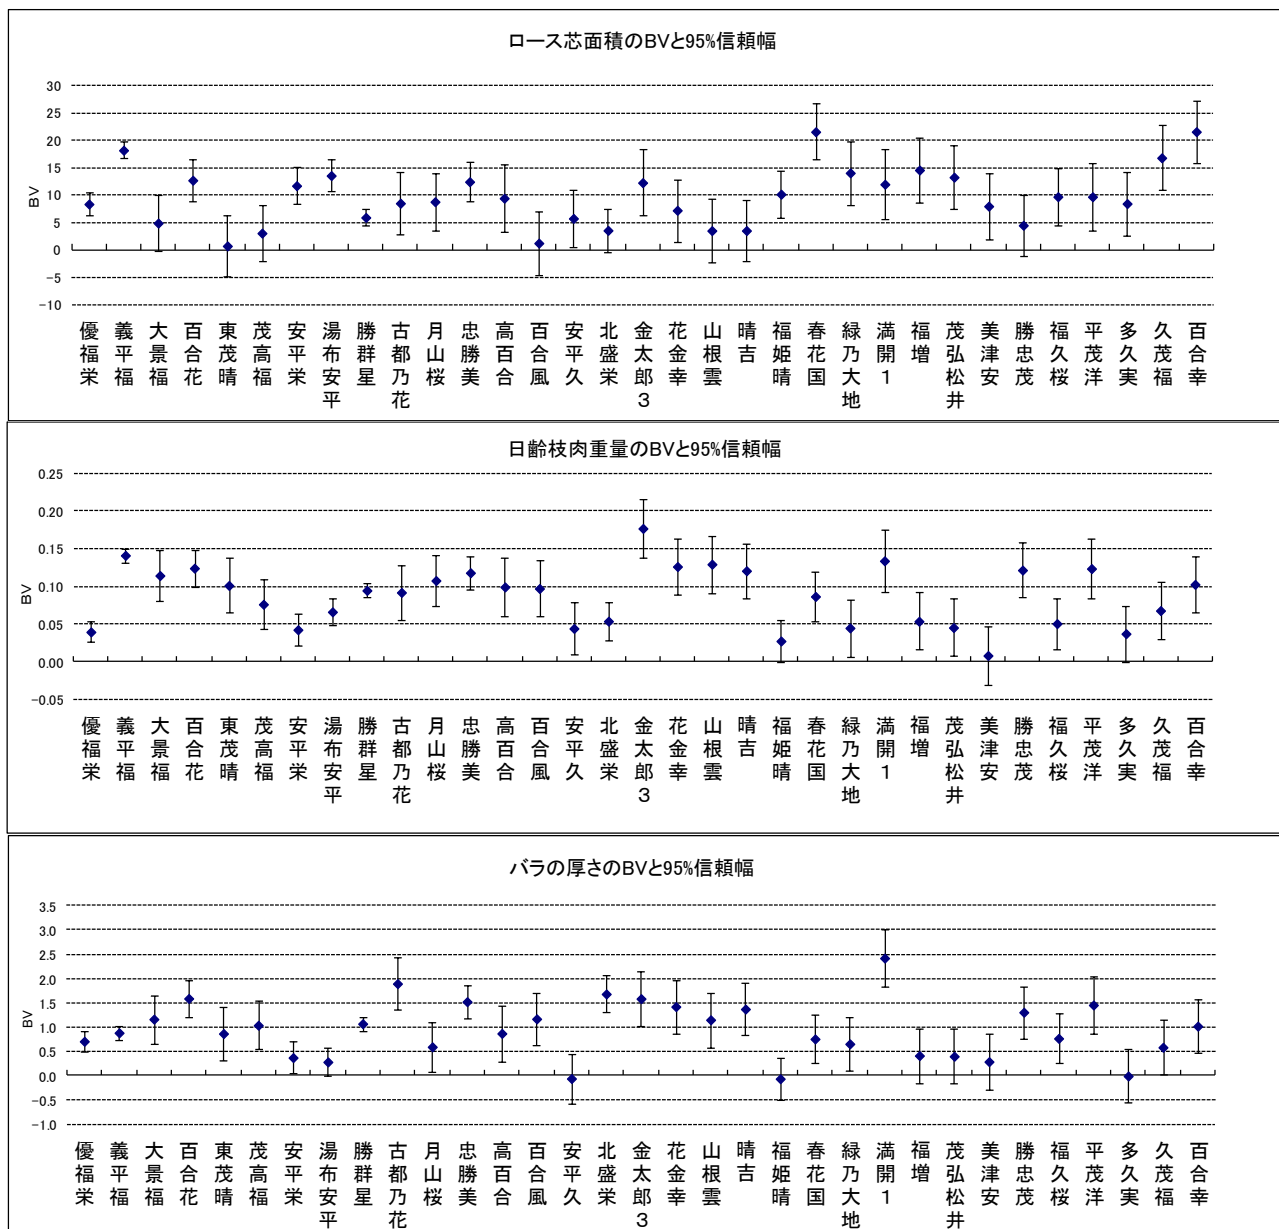 ロース芯面積のBVと95%信頼幅
30
25
20
15
10
5
0
-5
-10
BV
優福栄
義平福
大景福
百合花
東茂晴
茂高福
安平栄
湯布安平
勝群星
古都乃花
月山桜
忠勝美
高百合
百合風
安平久
北盛栄
金太郎3
花金幸
山根雲
晴吉
福姫晴
春花国
緑乃大地
満開1
福増
茂弘松井
美津安
勝忠茂
福久桜
平茂洋
多久実
久茂福
百合幸
日齢枝肉重量のBVと95%信頼幅
0.25
0.20
0.15
0.10
0.05
0.00
-0.05
BV
優福栄
義平福
大景福
百合花
東茂晴
茂高福
安平栄
湯布安平
勝群星
古都乃花
月山桜
忠勝美
高百合
百合風
安平久
北盛栄
金太郎3
花金幸
山根雲
晴吉
福姫晴
春花国
緑乃大地
満開1
福増
茂弘松井
美津安
勝忠茂
福久桜
平茂洋
多久実
久茂福
百合幸
バラの厚さのBVと95%信頼幅
3.5
3.0
2.5
2.0
1.5
1.0
0.5
0.0
-0.5
-1.0
BV
優福栄
義平福
大景福
百合花
東茂晴
茂高福
安平栄
湯布安平
勝群星
古都乃花
月山桜
忠勝美
高百合
百合風
安平久
北盛栄
金太郎3
花金幸
山根雲
晴吉
福姫晴
春花国
緑乃大地
満開1
福増
茂弘松井
美津安
勝忠茂
福久桜
平茂洋
多久実
久茂福
百合幸